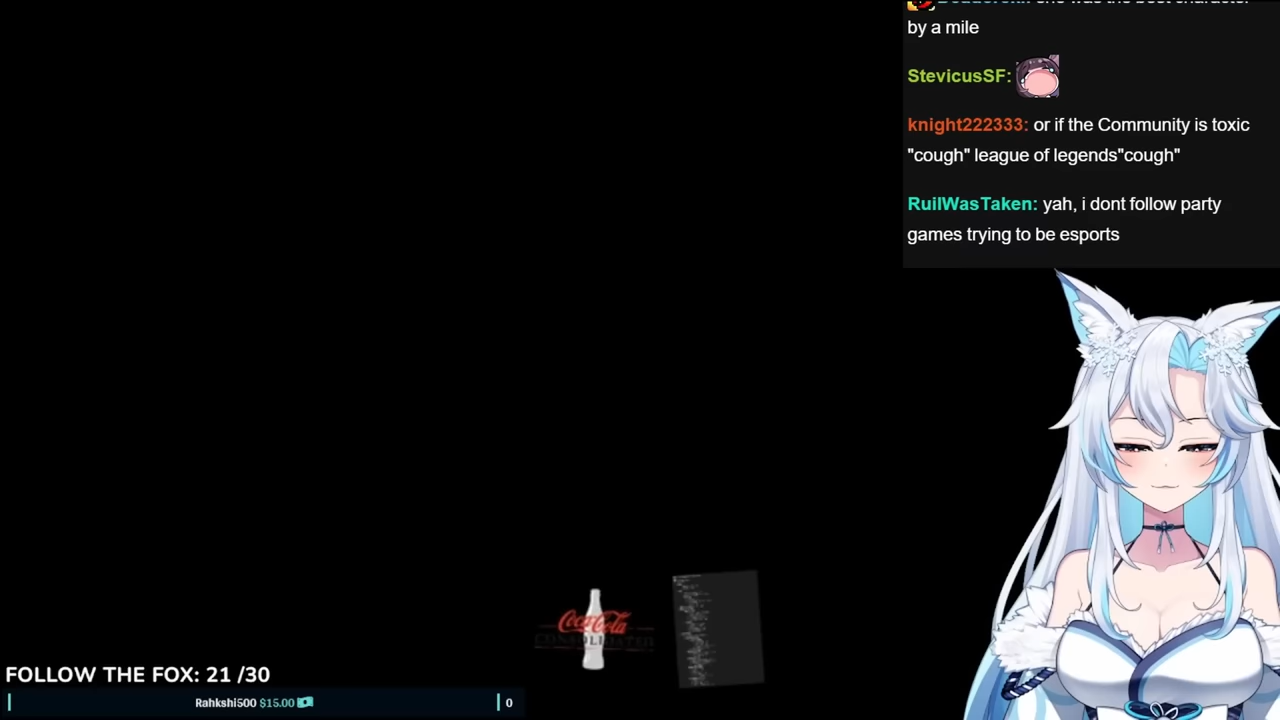 by a mile
StevicusSF:
knight222333: or if the Community is toxic
"cough" league of legends"cough"
RuilWasTaken: yah, i dont follow party
games trying to be esports
Coca-Cola
CONSOLIDATED
FOLLOW THE FOX: 21 /30
Rahkshi500 $15.00
0